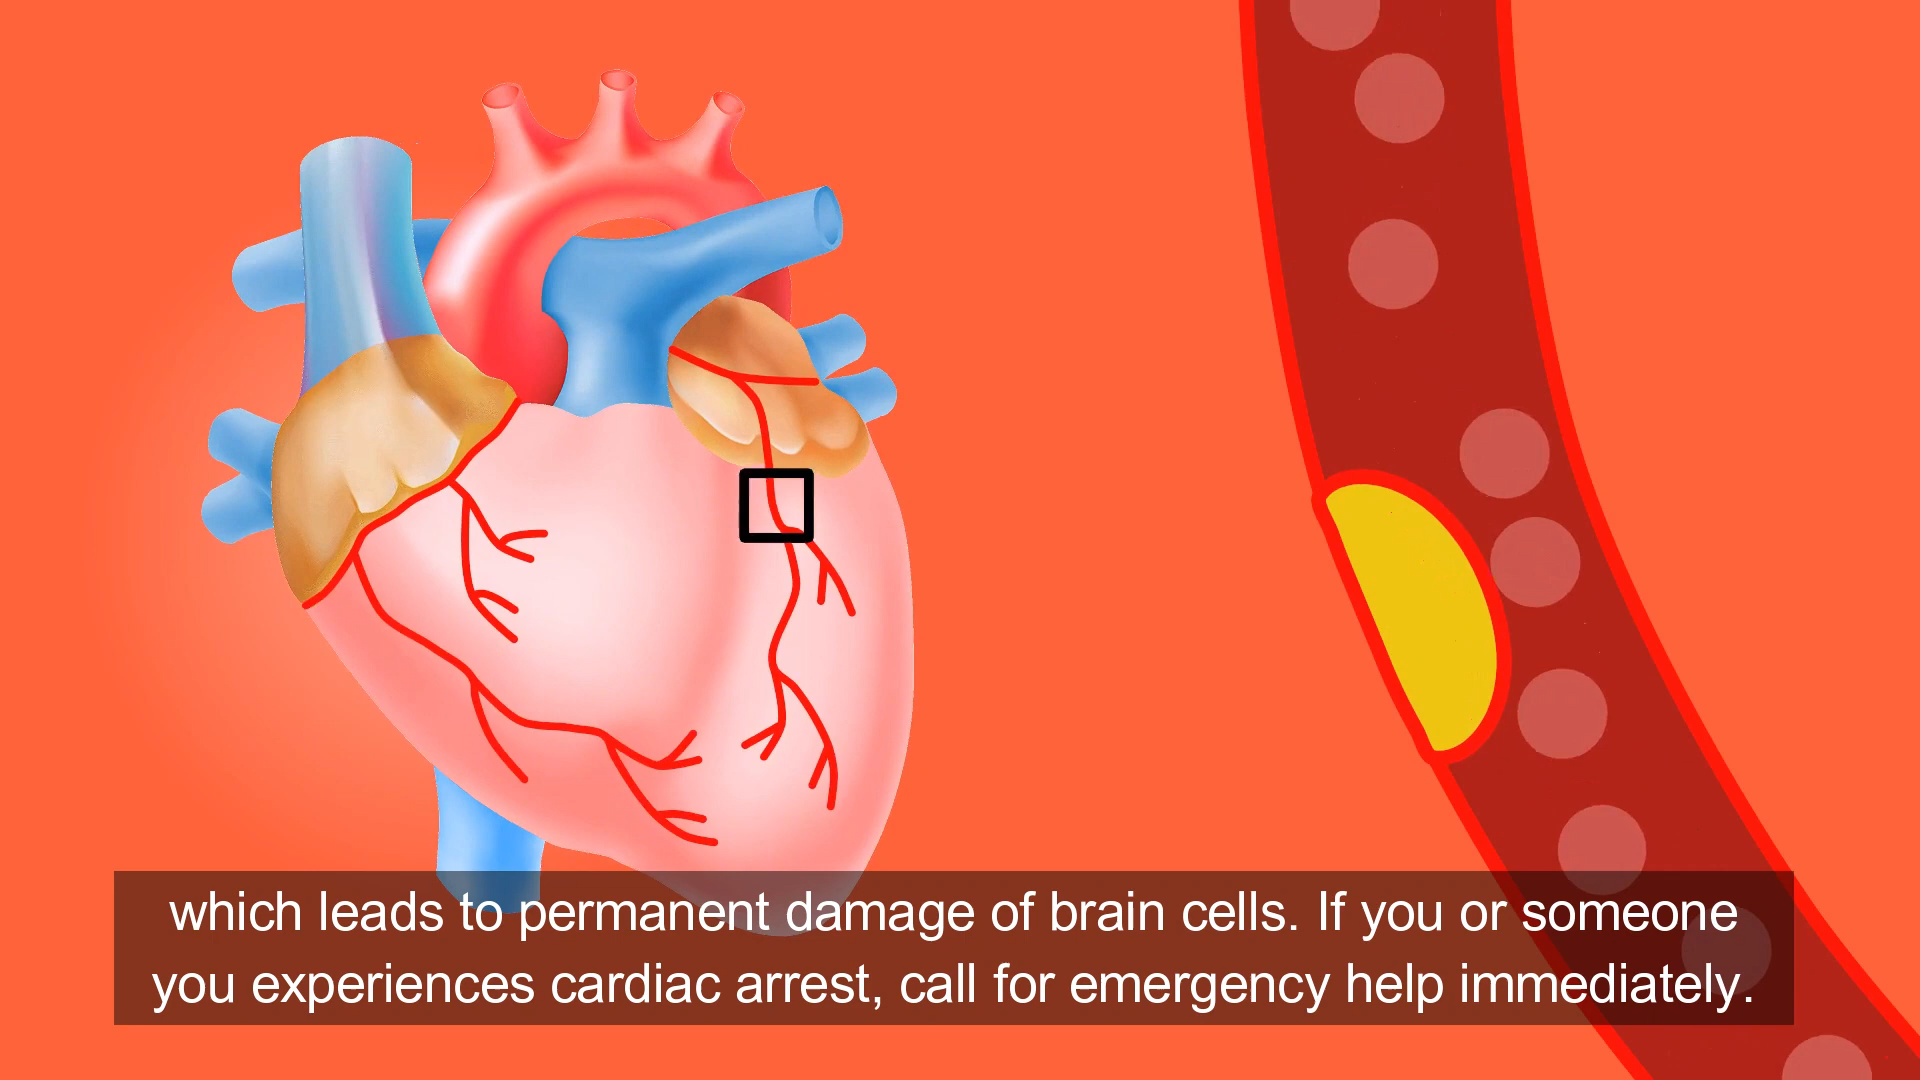 which leads to permanent damage of brain cells. If you or someone
you experiences cardiac arrest, call for emergency help immediately.